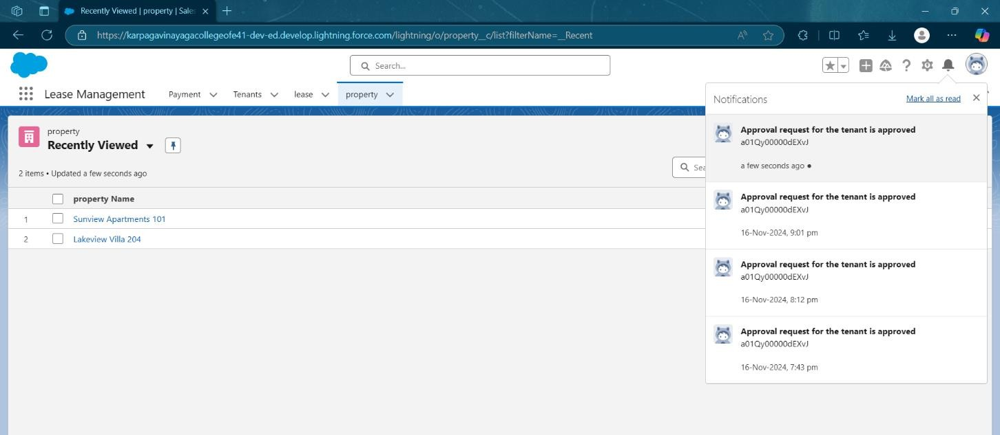 Recently Viewed | property | Sales
https://karpagavinayagacollegeofe41-dev-ed.develop.lightning.force.com/lightning/o/property__c/list?filterName=__Recent
Search...
Lease Management
Payment
Tenants
lease
property
property
Recently Viewed
2 items • Updated a few seconds ago
Sea
property Name
1 Sunview Apartments 101
2 Lakeview Villa 204
Notifications
Mark all as read
Approval request for the tenant is approved
a01Qy00000dEXvJ
a few seconds ago •
Approval request for the tenant is approved
a01Qy00000dEXvJ
16-Nov-2024, 9:01 pm
Approval request for the tenant is approved
a01Qy00000dEXvJ
16-Nov-2024, 8:12 pm
Approval request for the tenant is approved
a01Qy00000dEXvJ
16-Nov-2024, 7:43 pm